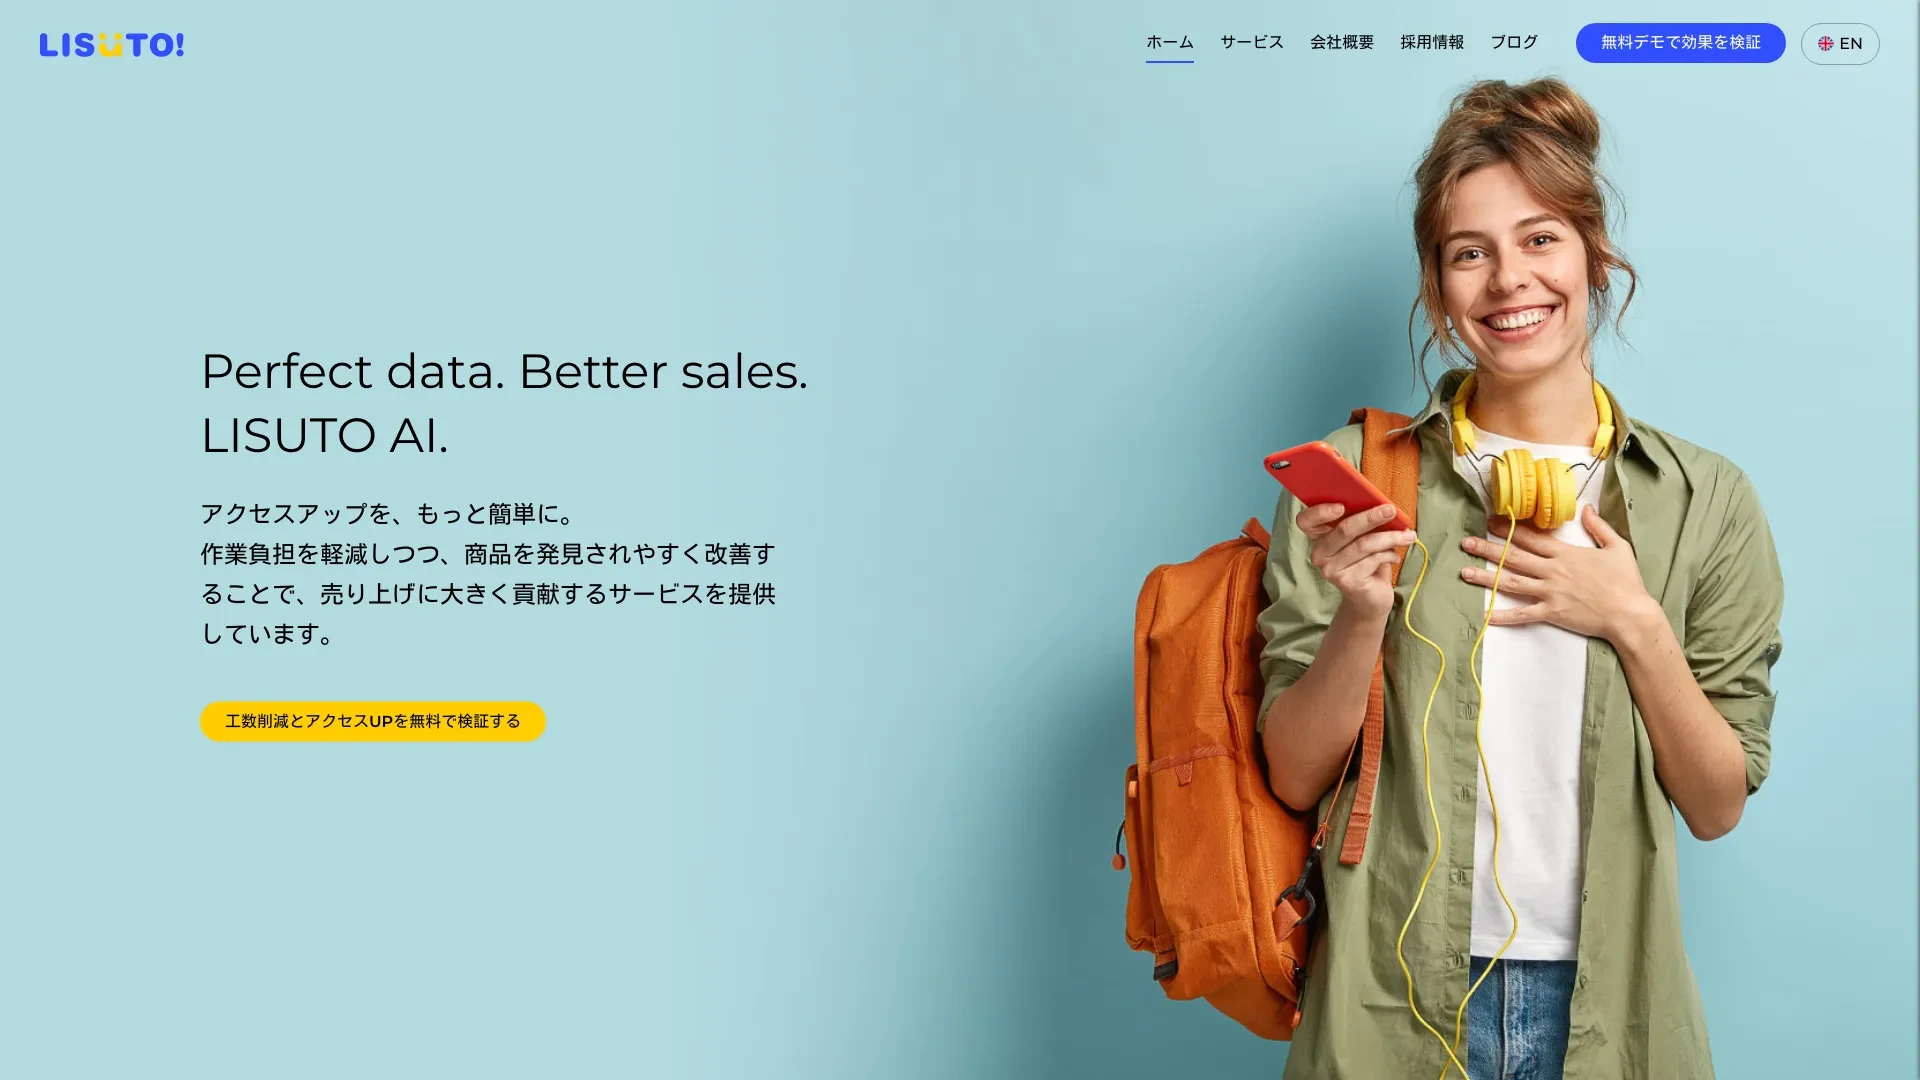 LISUTO!
ホーム
サービス
会社概要
採用情報
ブログ
無料デモで効果を検証
EN
Perfect data. Better sales.
LISUTO AI.
アクセスアップを、もっと簡単に。
作業負担を軽減しつつ、商品を発見されやすく改善す
ることで、売り上げに大きく貢献するサービスを提供
しています。
工数削減とアクセスUPを無料で検証する